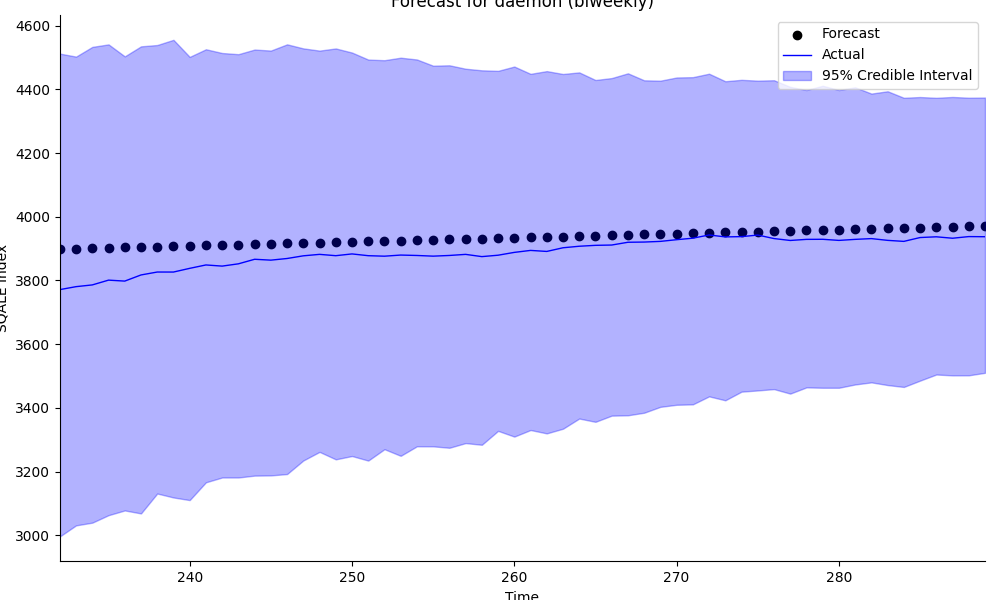 Forecast for daemon (biweekly)
4600
4400
4200
4000
3800
3600
3400
3200
3000
SQALE Index
Forecast
Actual
95% Credible Interval
240
250
260
270
280
Time